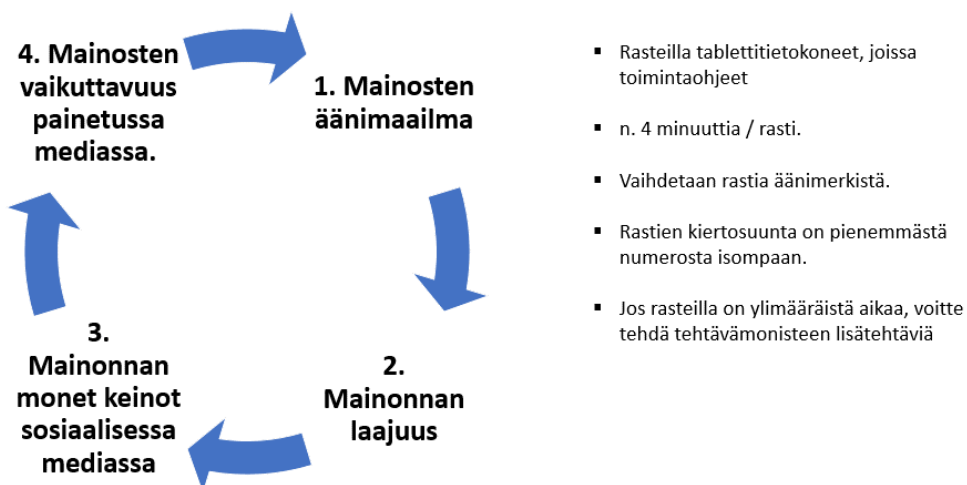 4. Mainosten
vaikuttavuus
painetussa
mediassa.
1. Mainosten
äänimaailma
2.
Mainonnan
laajuus
3.
Mainonnan
monet keinot
sosiaalisessa
mediassa
▪ Rasteilla tablettitietokoneet, joissa
toimintaohjeet
▪ n. 4 minuuttia / rasti.
▪ Vaihdetaan rastia äänimerkistä.
▪ Rastien kiertosuunta on pienemmästä
numerosta isompaan.
▪ Jos rasteilla on ylimääräistä aikaa, voitte
tehdä tehtävämonisteen lisätehtäviä